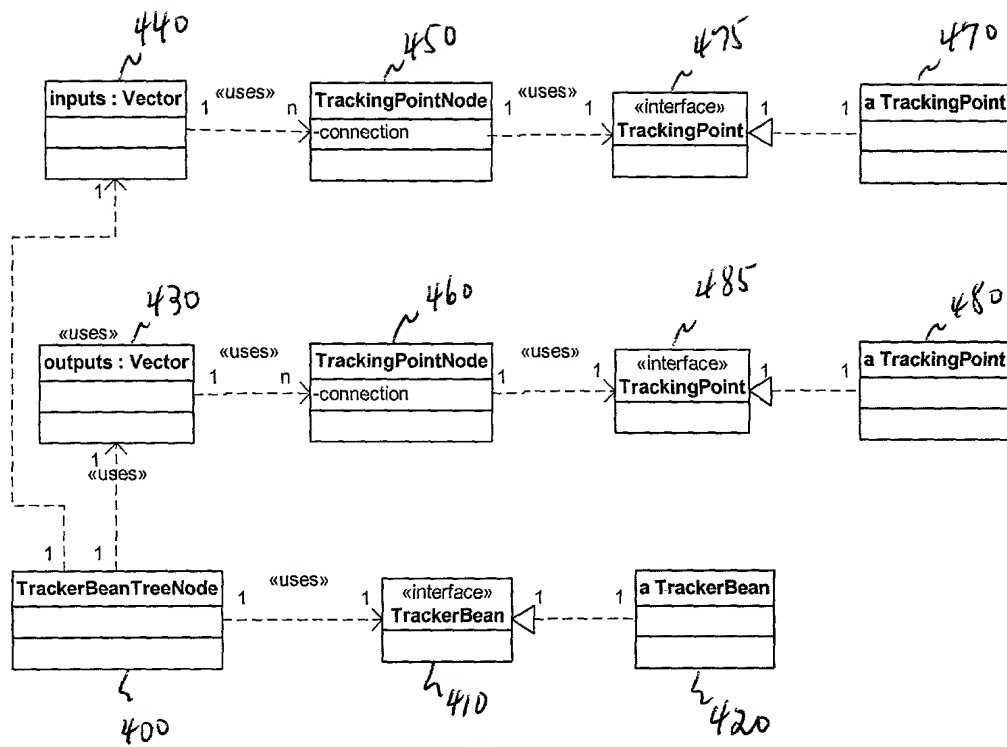 440
450
475
470
inputs : Vector
1
«uses»
n
TrackingPointNode
-connection
1
«uses»
1
«interface»
TrackingPoint
1
1
a TrackingPoint
1
430
460
485
480
«uses»
outputs : Vector
1
«uses»
n
TrackingPointNode
-connection
1
«uses»
1
«interface»
TrackingPoint
1
1
a TrackingPoint
1
«uses»
1
1
TrackerBeanTreeNode
1
«uses»
1
«interface»
TrackerBean
1
1
a TrackerBean
400
410
420